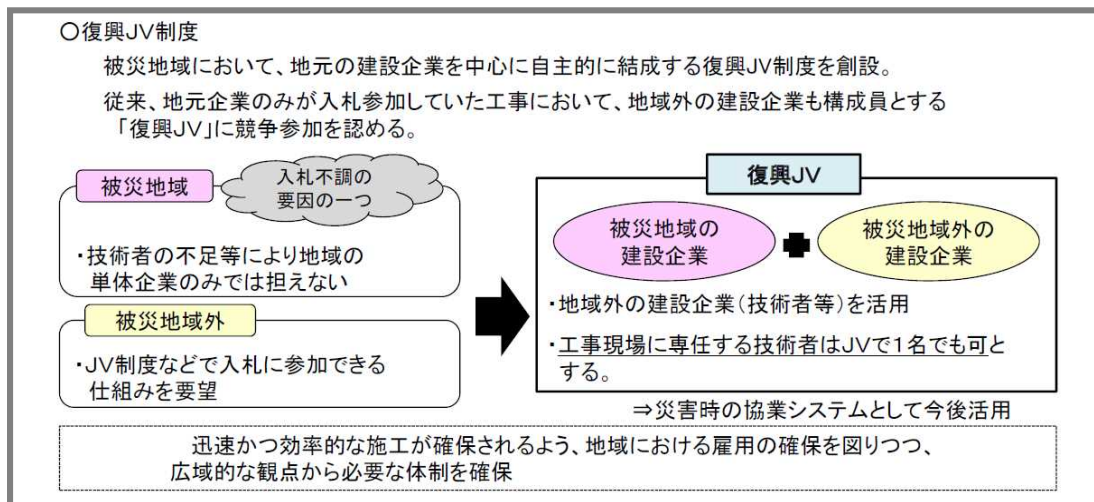 〇復興JV制度
被災地域において、地元の建設企業を中心に自主的に結成する復興JV制度を創設。
従来、地元企業のみが入札参加していた工事において、地域外の建設企業も構成員とする
「復興JV」に競争参加を認める。
被災地域
入札不調の
要因の一つ
・技術者の不足等により地域の
単体企業のみでは担えない
被災地域外
・JV制度などで入札に参加できる
仕組みを要望
復興JV
被災地域の
建設企業
被災地域外の
建設企業
・地域外の建設企業(技術者等)を活用
・工事現場に専任する技術者はJVで1名でも可と
する。
⇒災害時の協業システムとして今後活用
迅速かつ効率的な施工が確保されるよう、地域における雇用の確保を図りつつ、
広域的な観点から必要な体制を確保